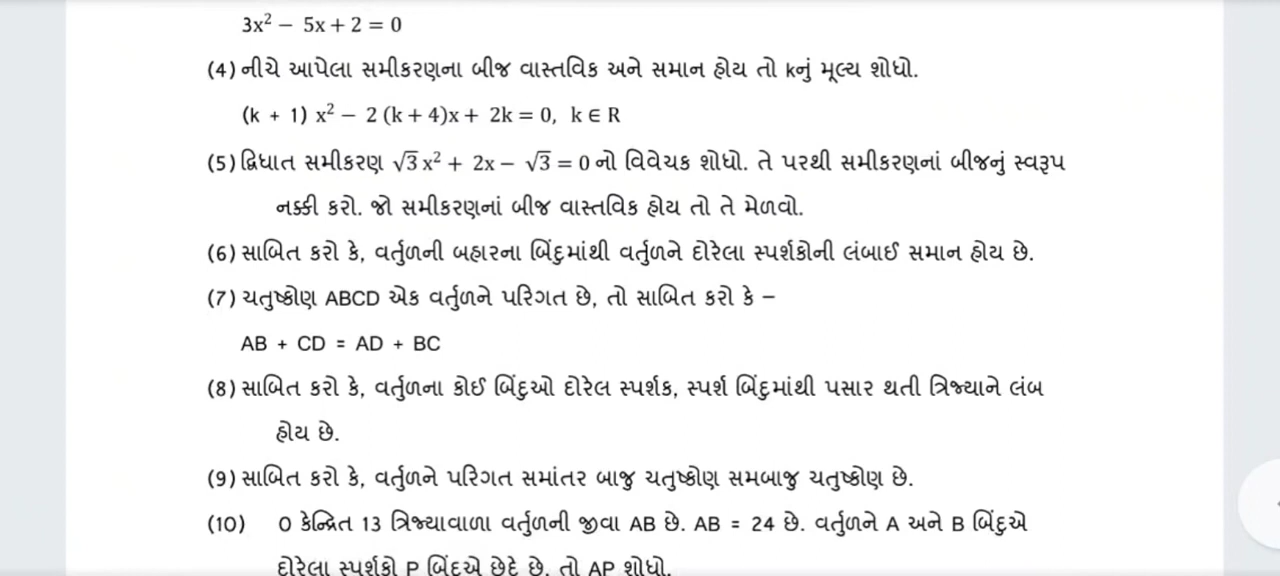 3x² − 5x + 2 = 0
(4) નીચે આપેલા સમીકરણના બીજ વાસ્તવિક અને સમાન હોય તો kનું મૂલ્ય શોધો.
(k + 1) x² − 2 (k + 4)x + 2k = 0, k ∈ R
(5) દ્વિઘાત સમીકરણ √3 x² + 2x − √3 = 0 નો વિવેચક શોધો. તે પરથી સમીકરણનાં બીજનું સ્વરૂપ
નક્કી કરો. જો સમીકરણનાં બીજ વાસ્તવિક હોય તો તે મેળવો.
(6) સાબિત કરો કે, વર્તુળની બહારના બિંદુમાંથી વર્તુળને દોરેલા સ્પર્શકોની લંબાઈ સમાન હોય છે.
(7) ચતુષ્કોણ ABCD એક વર્તુળને પરિગત છે, તો સાબિત કરો કે –
AB + CD = AD + BC
(8) સાબિત કરો કે, વર્તુળના કોઈ બિંદુઓ દોરેલ સ્પર્શક, સ્પર્શ બિંદુમાંથી પસાર થતી ત્રિજ્યાને લંબ
હોય છે.
(9) સાબિત કરો કે, વર્તુળને પરિગત સમાંતર બાજુ ચતુષ્કોણ સમબાજુ ચતુષ્કોણ છે.
(10) O કેન્દ્રિત 13 ત્રિજ્યાવાળા વર્તુળની જીવા AB છે. AB = 24 છે. વર્તુળને A અને B બિંદુએ
દોરેલા સ્પર્શકો P બિંદુએ છેદે છે. તો AP શોધો.